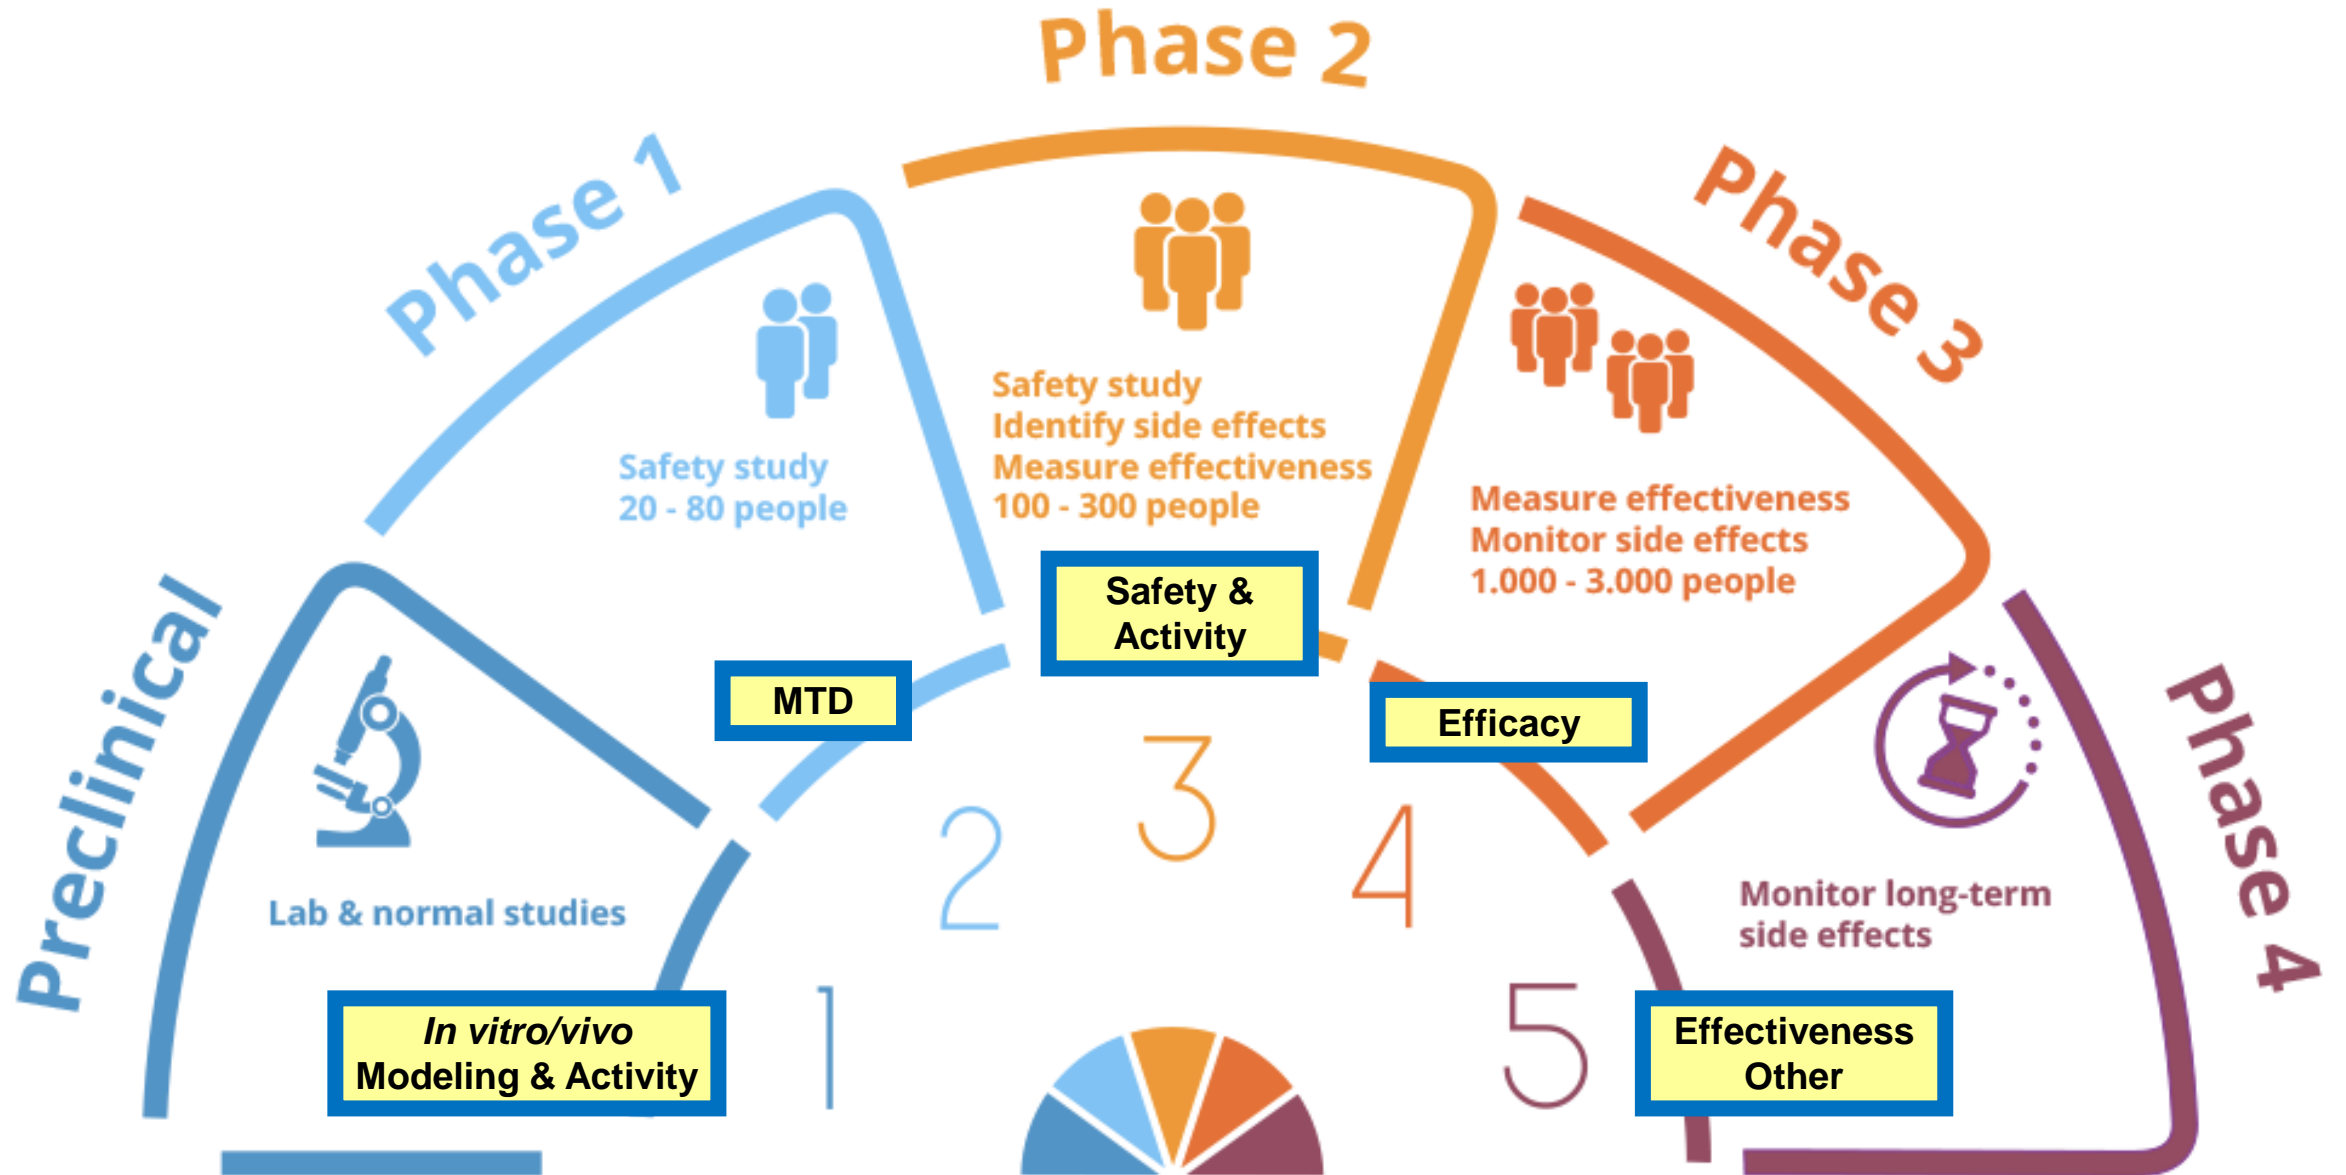 Preclinical
Lab & normal studies
In vitro/vivo
Modeling & Activity
1
Phase 1
Safety study
20 - 80 people
MTD
2
Phase 2
Safety study
Identify side effects
Measure effectiveness
100 - 300 people
Safety &
Activity
3
Phase 3
Measure effectiveness
Monitor side effects
1.000 - 3.000 people
Efficacy
4
Phase 4
Monitor long-term
side effects
Effectiveness
Other
5